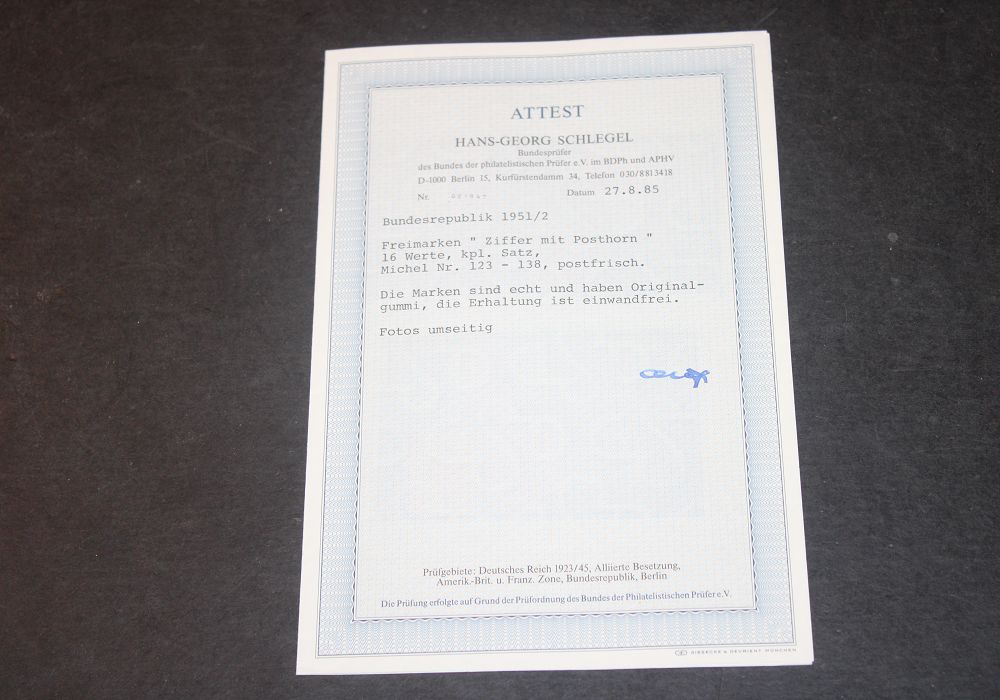 ATTEST
HANS-GEORG SCHLEGEL
Bundesprüfer
des Bundes der philatelistischen Prüfer e.V. im BDPh und APHV
D-1000 Berlin 15, Kurfürstendamm 34, Telefon 030/8813418
Nr. Datum 27.8.85
Bundesrepublik 1951/2
Freimarken " Ziffer mit Posthorn "
16 Werte, kpl. Satz,
Michel Nr. 123 - 138, postfrisch.
Die Marken sind echt und haben Original-
gummi, die Erhaltung ist einwandfrei.
Fotos umseitig
Prüfgebiete: Deutsches Reich 1923/45, Alliierte Besetzung,
Amerik.-Brit. u. Franz. Zone, Bundesrepublik, Berlin
Die Prüfung erfolgte auf Grund der Prüfordnung des Bundes der Philatelistischen Prüfer e.V.
GIESECKE & DEVRIENT, MÜNCHEN